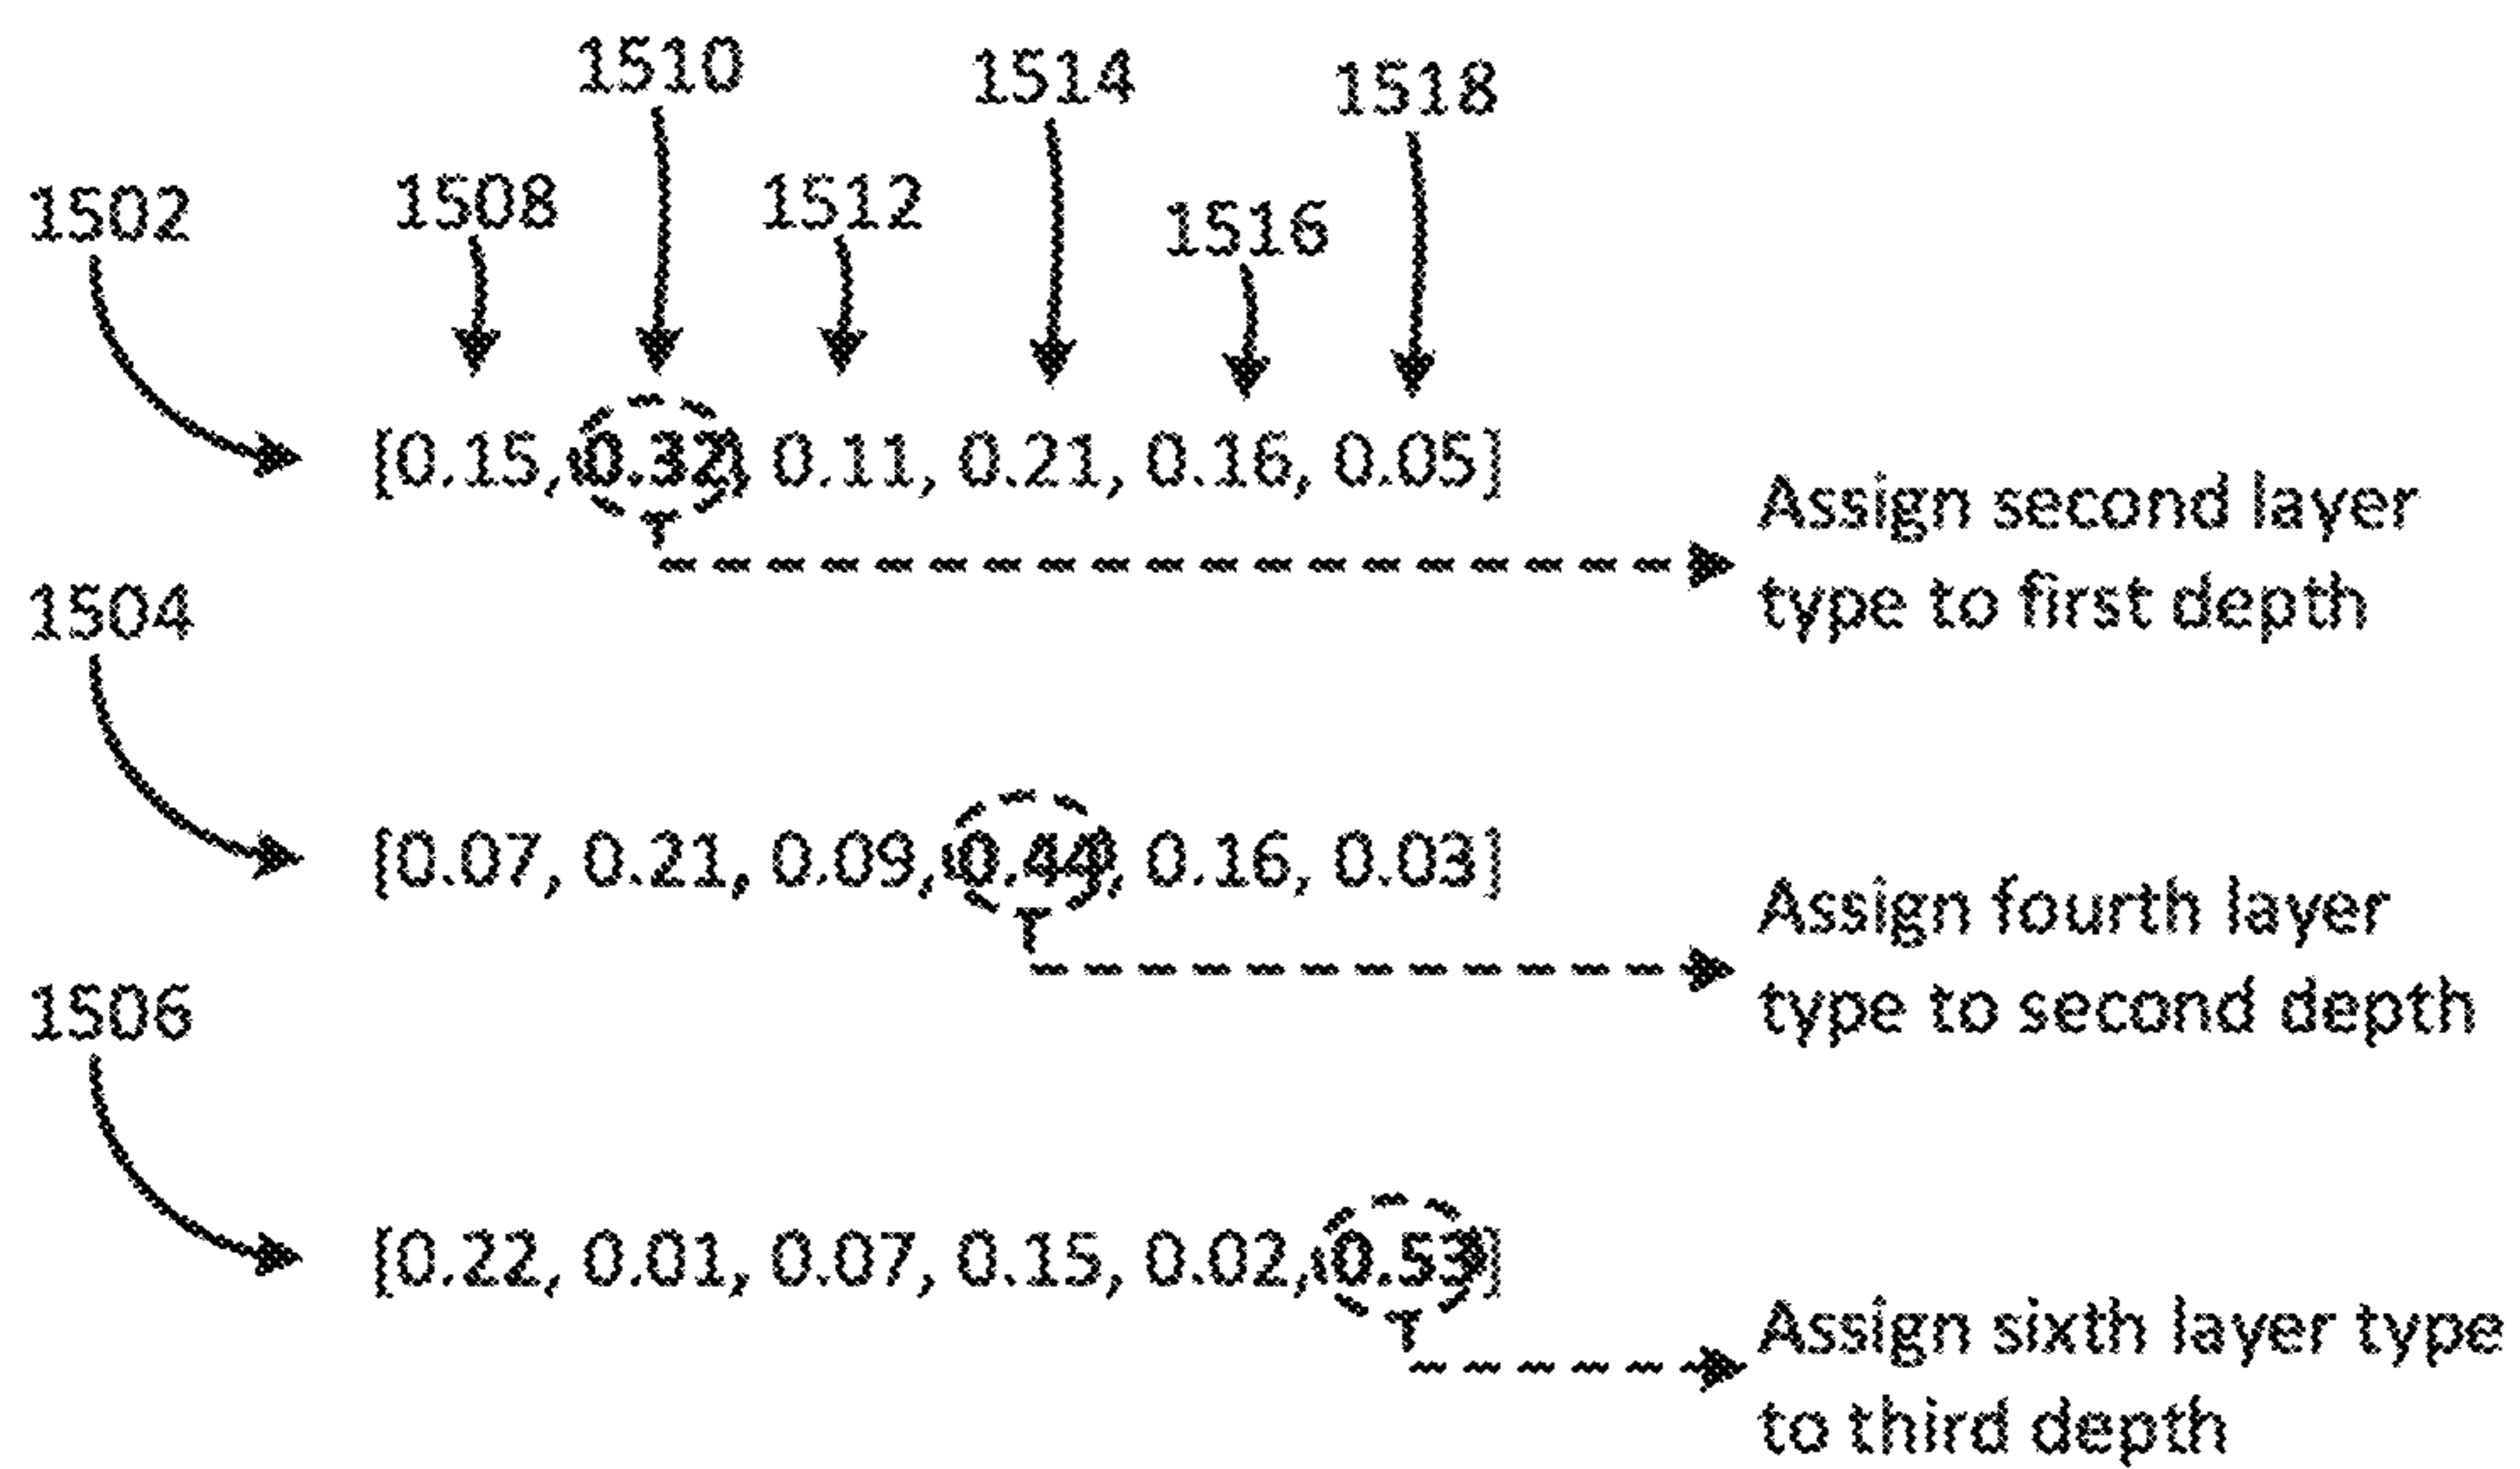 1510
1514
1518
1502
1508
1512
1516
[0.15, 0.32, 0.11, 0.21, 0.16, 0.05]
Assign second layer
type to first depth
1504
[0.07, 0.21, 0.09, 0.44, 0.16, 0.03]
Assign fourth layer
type to second depth
1506
[0.22, 0.01, 0.07, 0.15, 0.02, 0.53]
Assign sixth layer type
to third depth